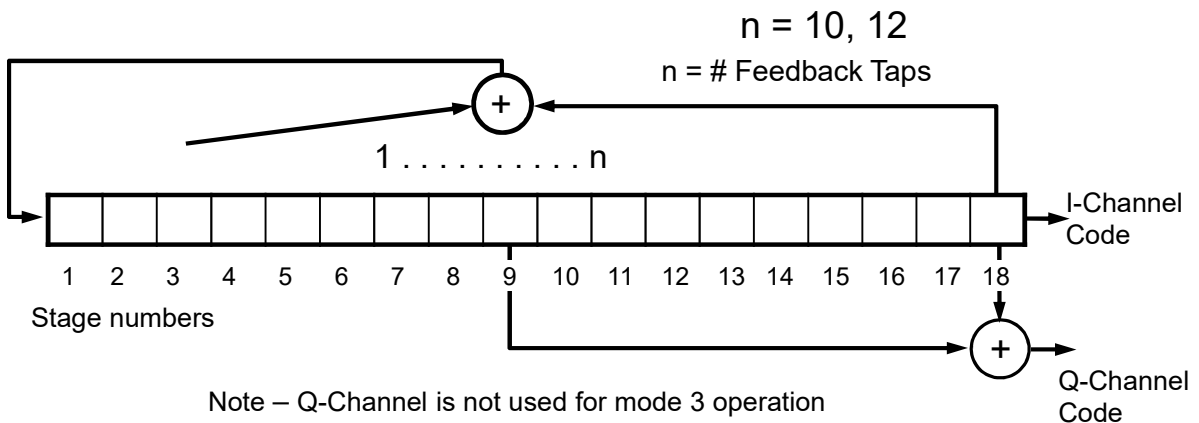 n = 10, 12
n = # Feedback Taps
+
1 . . . . . . . . . . n
I-Channel
Code
1 2 3 4 5 6 7 8 9 10 11 12 13 14 15 16 17 18
Stage numbers
+
Q-Channel
Code
Note – Q-Channel is not used for mode 3 operation